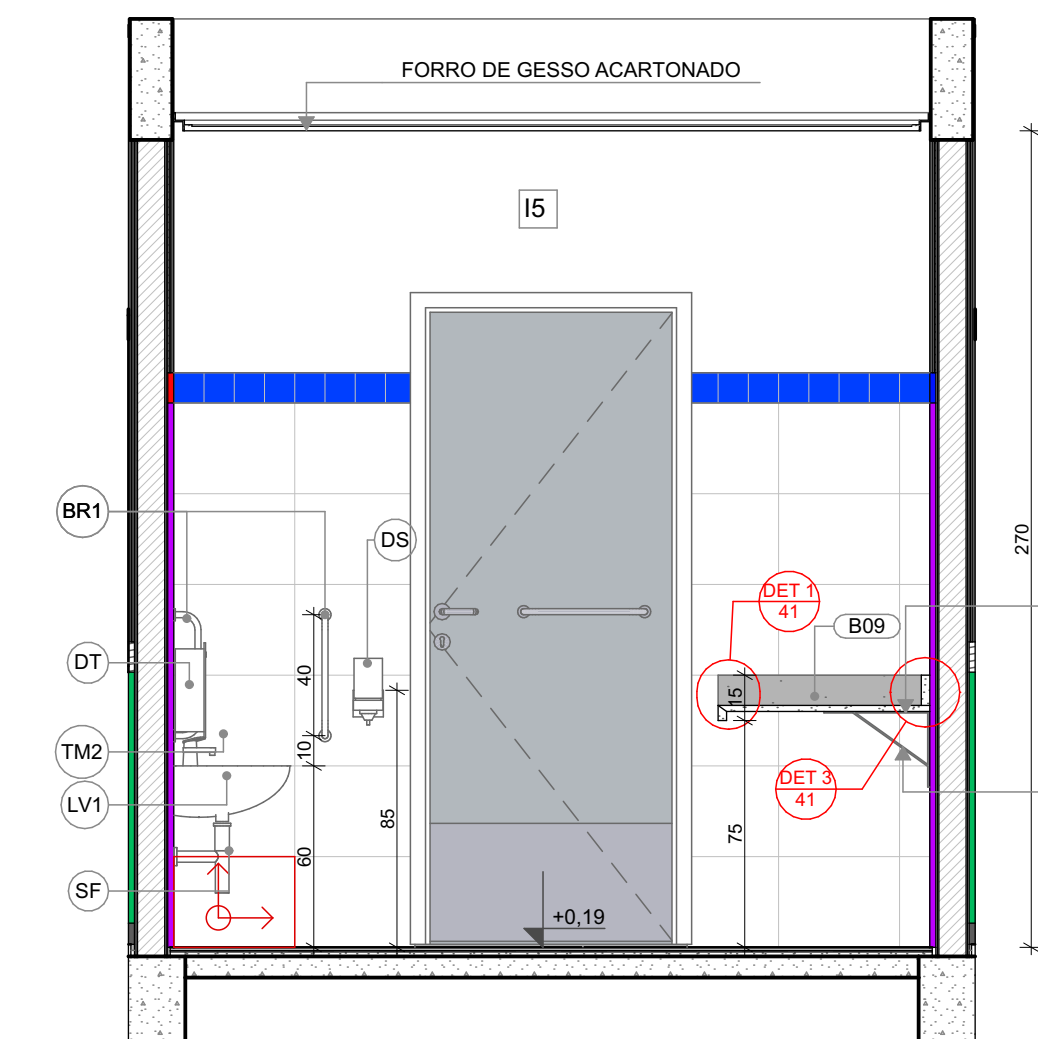 FORRO DE GESSO ACARTONADO
I5
270
BR1
DS
DET 1
41
B09
DT
40
15
10
TM2
DET 3
41
LV1
85
75
60
SF
+0,19